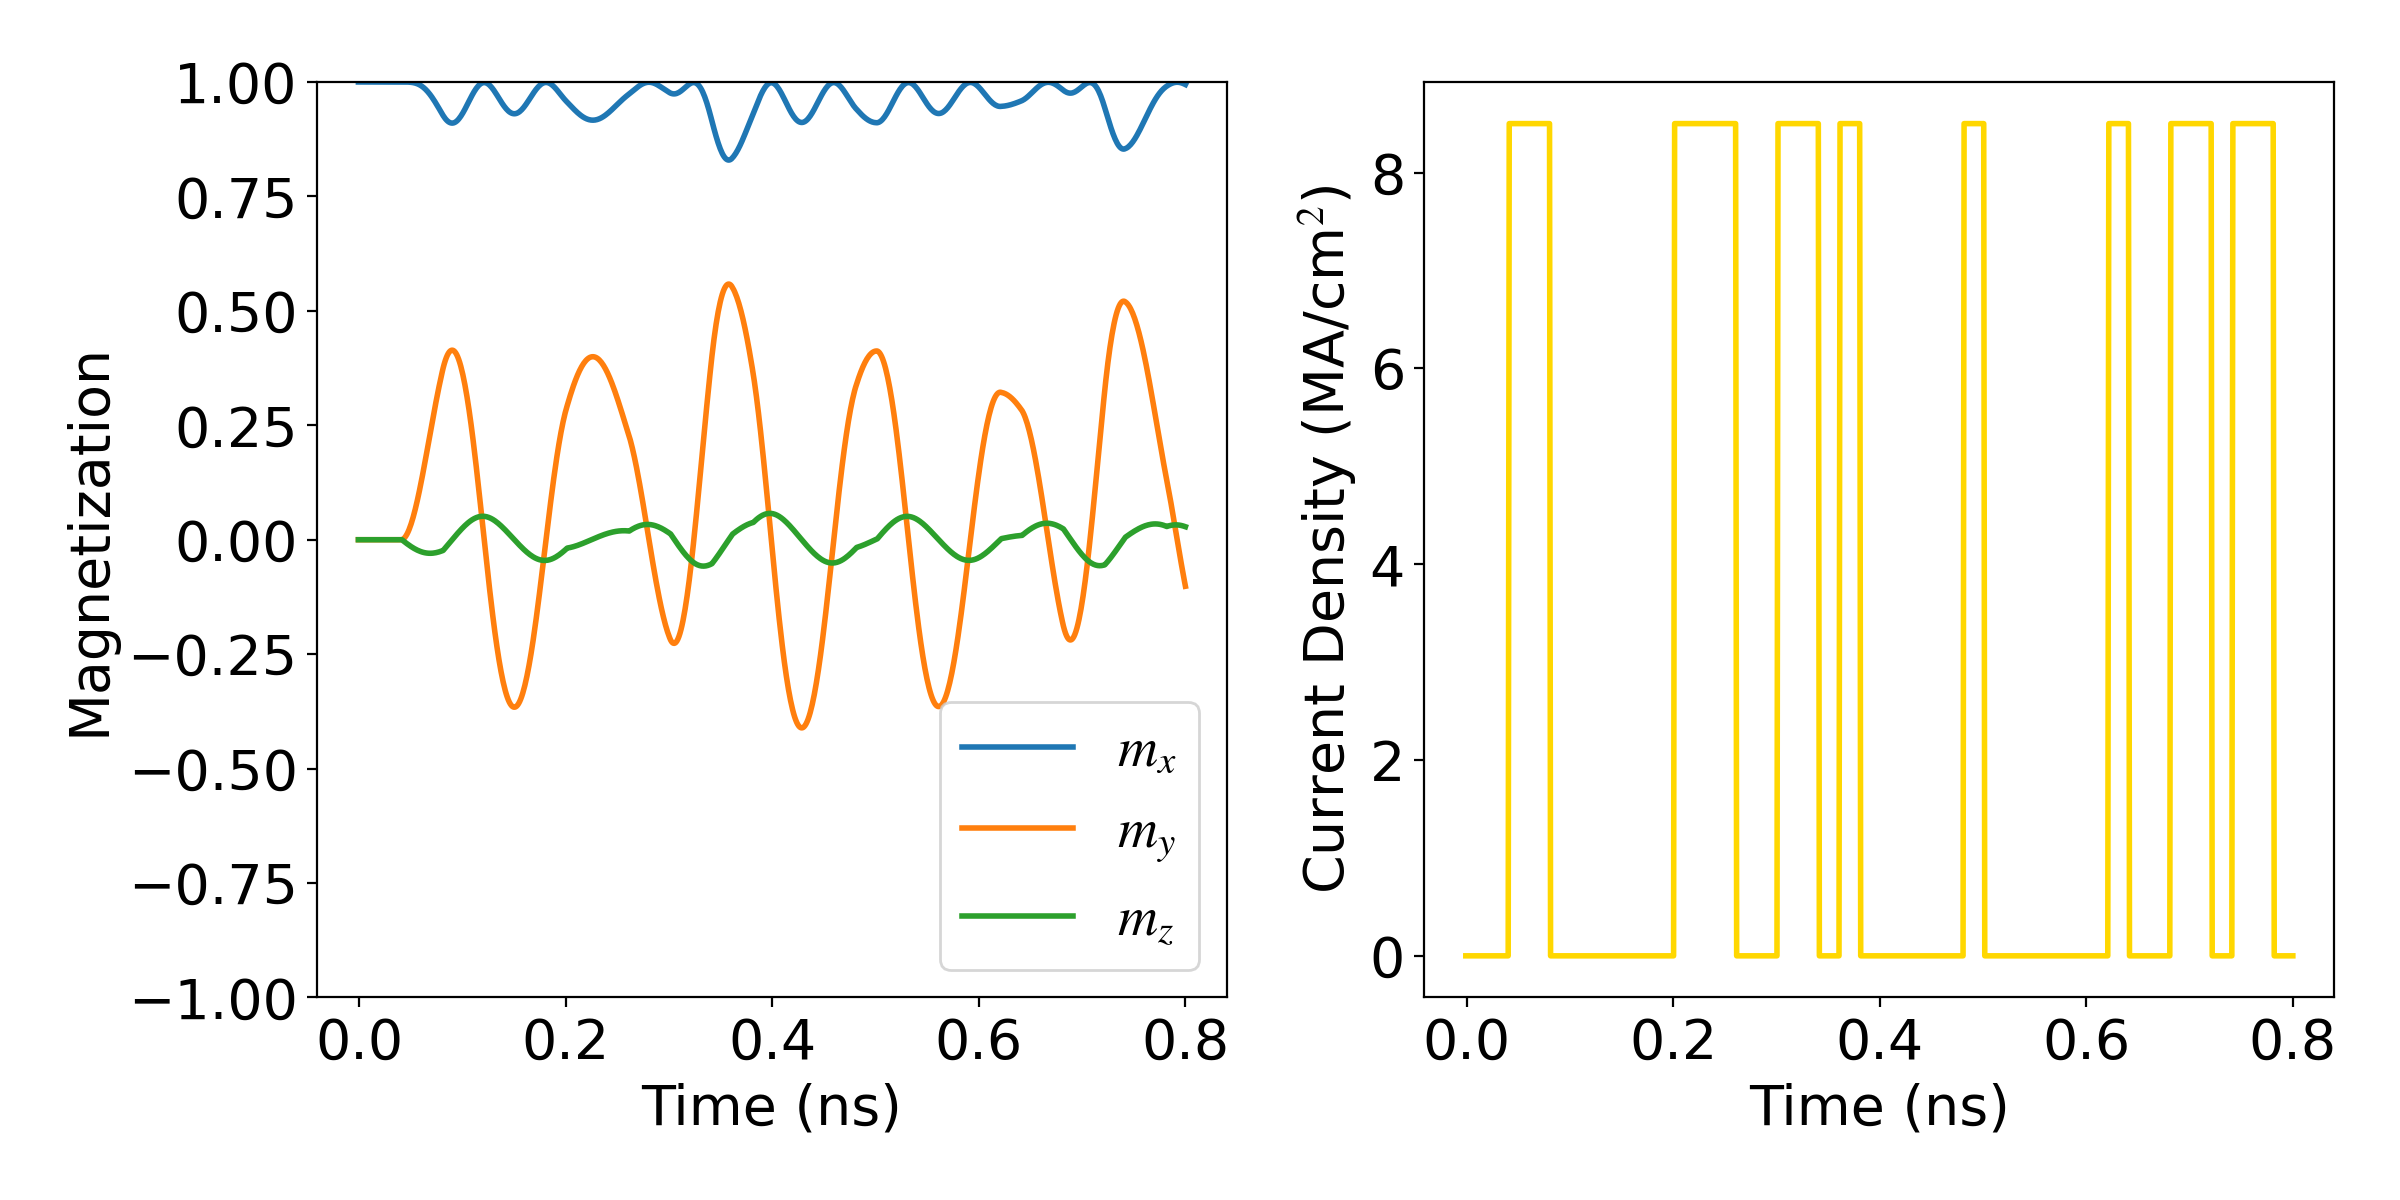 Magnetization
1.00
0.75
0.50
0.25
0.00
−0.25
−0.50
−0.75
−1.00
0.0 0.2 0.4 0.6 0.8
Time (ns)
m_x
m_y
m_z
Current Density (MA/cm²)
8
6
4
2
0
0.0 0.2 0.4 0.6 0.8
Time (ns)